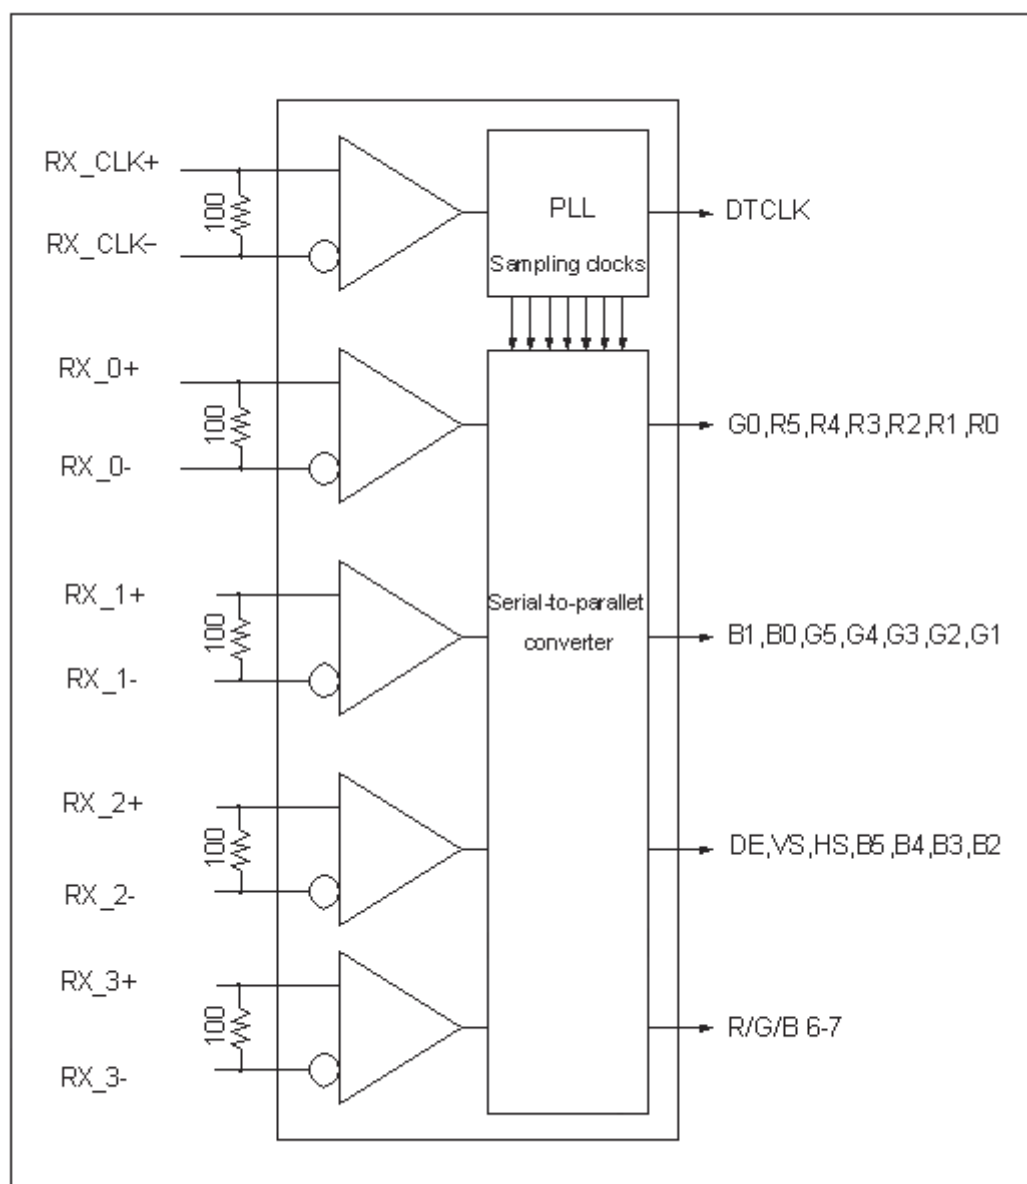 RX_CLK+
100
RX_CLK-
PLL
Sampling clocks
DTCLK
RX_0+
100
RX_0-
G0,R5,R4,R3,R2,R1,R0
RX_1+
100
RX_1-
Serial-to-parallet
converter
B1,B0,G5,G4,G3,G2,G1
RX_2+
100
RX_2-
DE,VS,HS,B5,B4,B3,B2
RX_3+
100
RX_3-
R/G/B 6-7